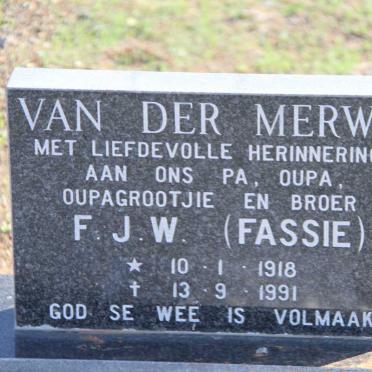 VAN DER MERW
MET LIEFDEVOLLE HERINNERING
AAN ONS PA, OUPA,
OUPAGROOTJIE EN BROER
F.J.W. (FASSIE)
★ 10·1·1918
✝ 13·9·1991
GOD SE WEË IS VOLMAAK